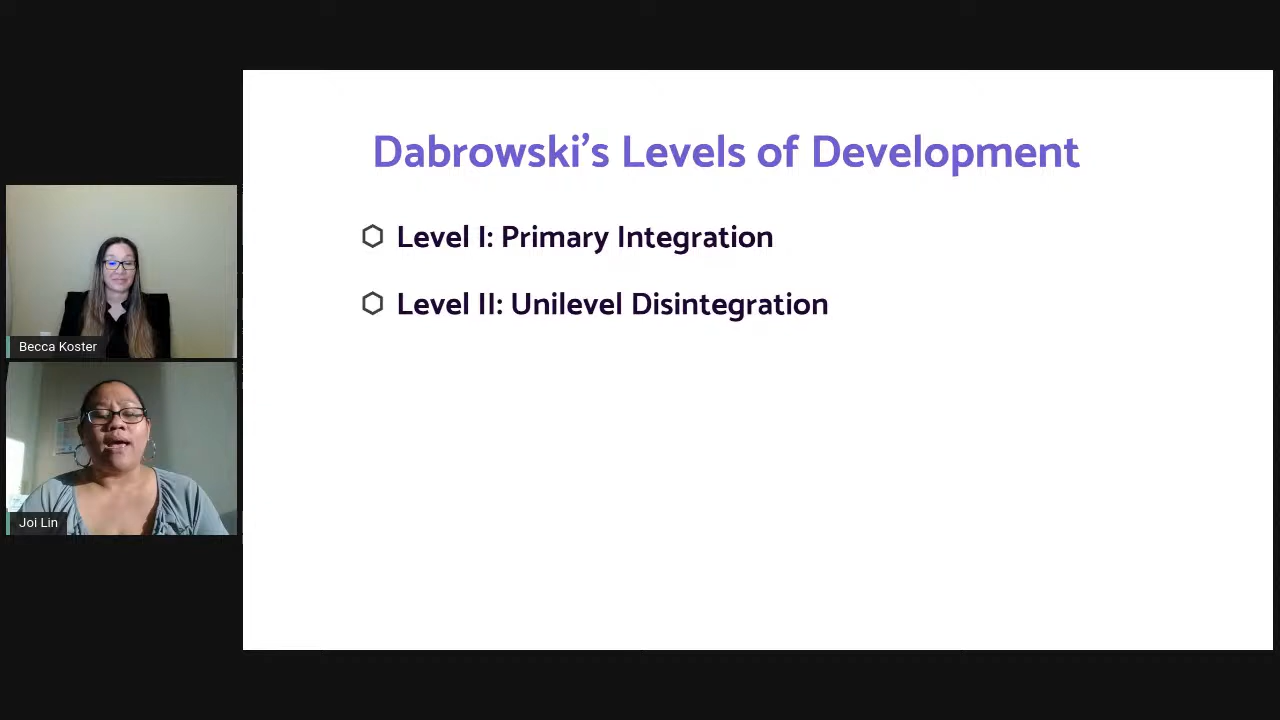 Dabrowski's Levels of Development
Level I: Primary Integration
Level II: Unilevel Disintegration
Becca Koster
Joi Lin